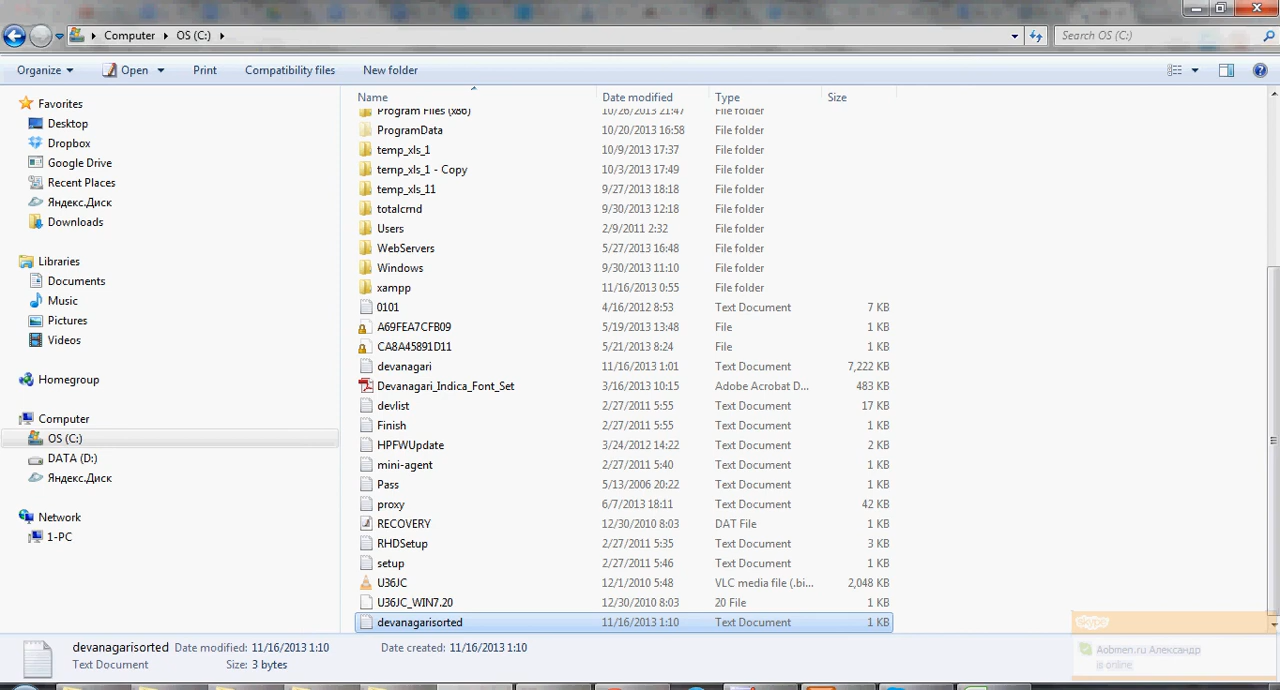 Computer ▸ OS (C:) ▸
Search OS (C:)
Organize Open Print Compatibility files New folder
Favorites
Desktop
Dropbox
Google Drive
Recent Places
Яндекс.Диск
Downloads
Libraries
Documents
Music
Pictures
Videos
Homegroup
Computer
OS (C:)
DATA (D:)
Яндекс.Диск
Network
1-PC
Name Date modified Type Size
Program Files (x86) 10/26/2013 21:47 File folder
ProgramData 10/20/2013 16:58 File folder
temp_xls_1 10/9/2013 17:37 File folder
temp_xls_1 - Copy 10/3/2013 17:49 File folder
temp_xls_11 9/27/2013 18:18 File folder
totalcmd 9/30/2013 12:18 File folder
Users 2/9/2011 2:32 File folder
WebServers 5/27/2013 16:48 File folder
Windows 9/30/2013 11:10 File folder
xampp 11/16/2013 0:55 File folder
0101 4/16/2012 8:53 Text Document 7 KB
A69FEA7CFB09 5/19/2013 13:48 File 1 KB
CA8A45891D11 5/21/2013 8:24 File 1 KB
devanagari 11/16/2013 1:01 Text Document 7,222 KB
Devanagari_Indica_Font_Set 3/16/2013 10:15 Adobe Acrobat D... 483 KB
devlist 2/27/2011 5:55 Text Document 17 KB
Finish 2/27/2011 5:55 Text Document 1 KB
HPFWUpdate 3/24/2012 14:22 Text Document 2 KB
mini-agent 2/27/2011 5:40 Text Document 1 KB
Pass 5/13/2006 20:22 Text Document 1 KB
proxy 6/7/2013 18:11 Text Document 42 KB
RECOVERY 12/30/2010 8:03 DAT File 1 KB
RHDSetup 2/27/2011 5:35 Text Document 3 KB
setup 2/27/2011 5:46 Text Document 1 KB
U36JC 12/1/2010 5:48 VLC media file (.bi... 2,048 KB
U36JC_WIN7.20 12/30/2010 8:03 20 File 1 KB
devanagarisorted 11/16/2013 1:10 Text Document 1 KB
devanagarisorted Date modified: 11/16/2013 1:10 Date created: 11/16/2013 1:10
Text Document Size: 3 bytes
skype
Aobmen.ru Александр
is online